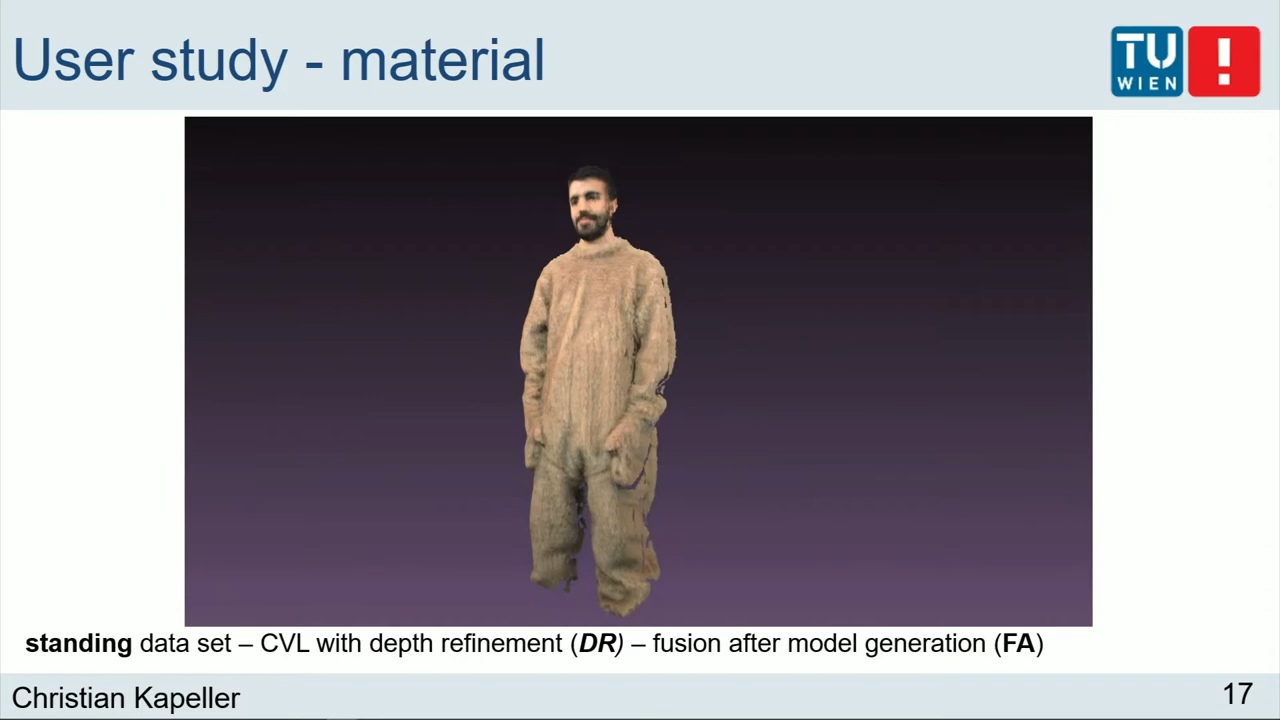 User study - material
TU
WIEN
!
standing data set – CVL with depth refinement (DR) – fusion after model generation (FA)
Christian Kapeller
17